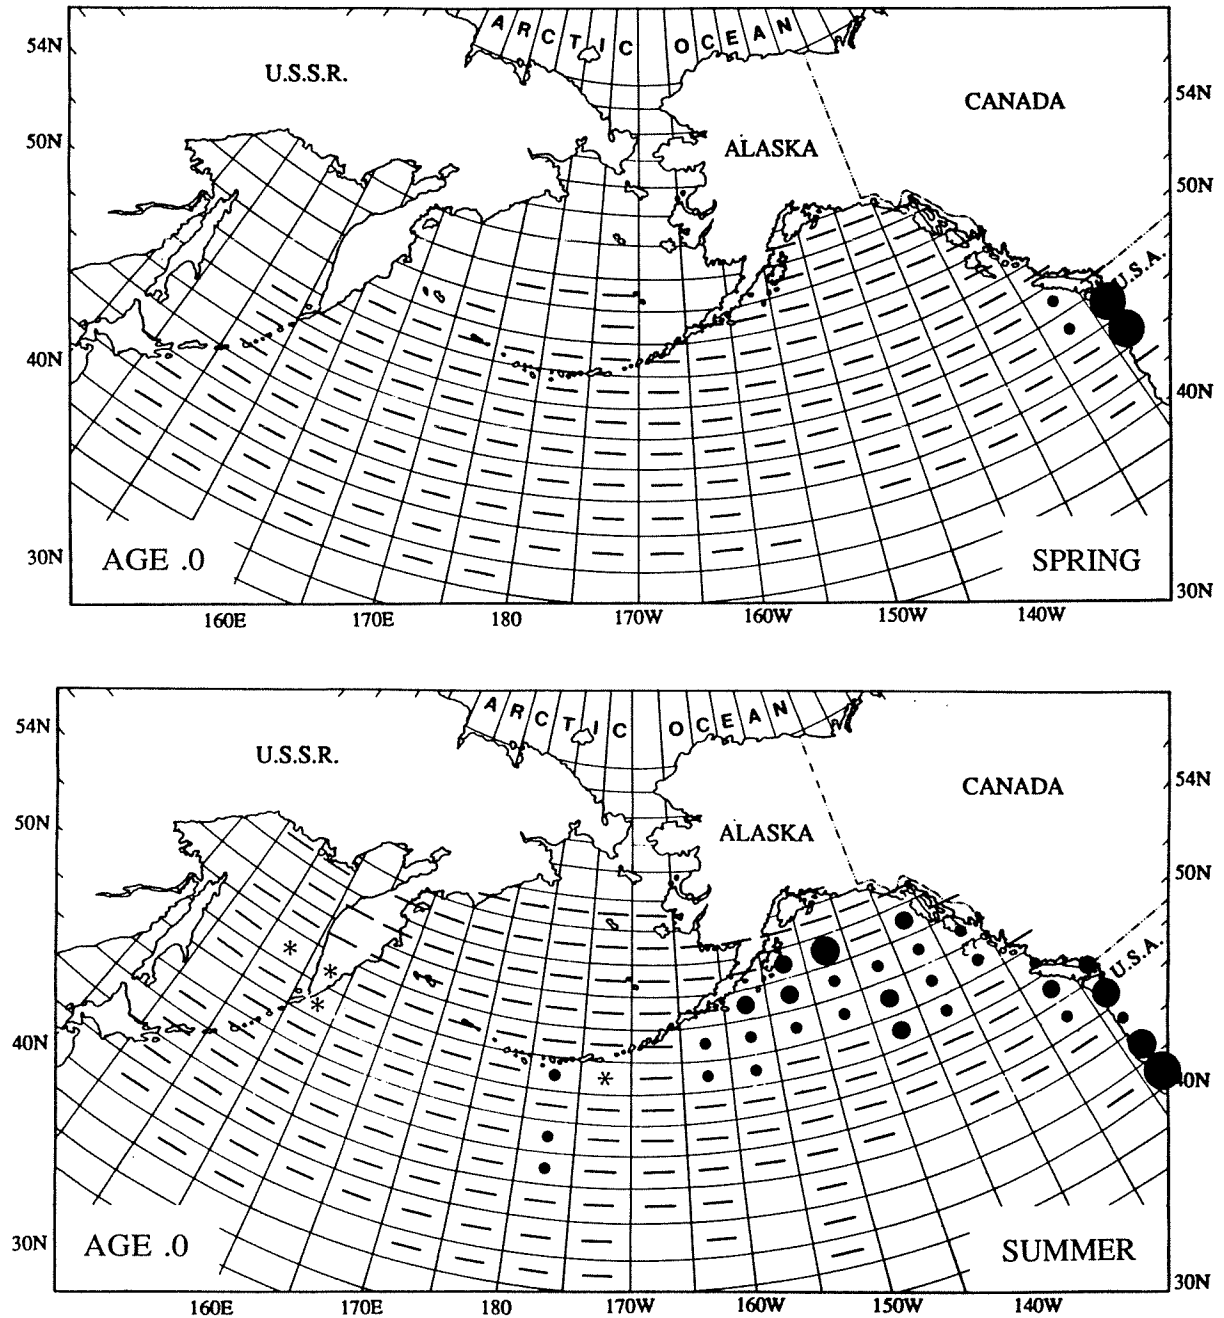 ARCTIC OCEAN
54N
U.S.S.R.
54N
CANADA
50N
ALASKA
50N
U.S.A.
40N
40N
30N
AGE .0
SPRING
30N
160E 170E 180 170W 160W 150W 140W
ARCTIC OCEAN
54N
U.S.S.R.
54N
CANADA
50N
ALASKA
50N
U.S.A.
40N
40N
30N
AGE .0
SUMMER
30N
160E 170E 180 170W 160W 150W 140W